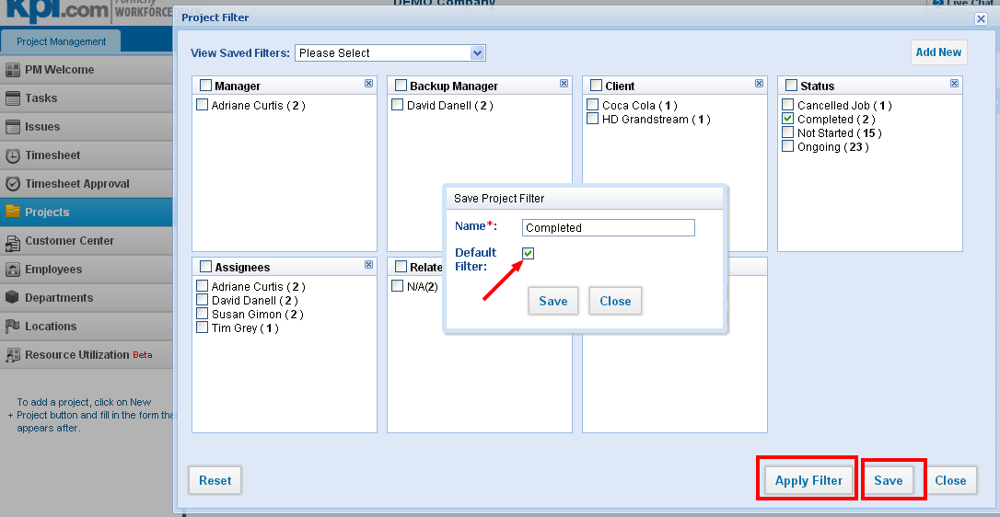 kpi.com
Formerly
WORKFORCE
DEMO Company
Live Chat
Project Management
PM Welcome
Tasks
Issues
Timesheet
Timesheet Approval
Projects
Customer Center
Employees
Departments
Locations
Resource Utilization Beta
To add a project, click on New
+ Project button and fill in the form tha
appears after.
Project Filter
View Saved Filters: Please Select
Add New
Manager
Adriane Curtis ( 2 )
Backup Manager
David Danell ( 2 )
Client
Coca Cola ( 1 )
HD Grandstream ( 1 )
Status
Cancelled Job ( 1 )
Completed ( 2 )
Not Started ( 15 )
Ongoing ( 23 )
Assignees
Adriane Curtis ( 2 )
David Danell ( 2 )
Susan Gimon ( 2 )
Tim Grey ( 1 )
Relate
N/A(2)
Save Project Filter
Name*: Completed
Default
Filter:
Save Close
Reset
Apply Filter Save Close